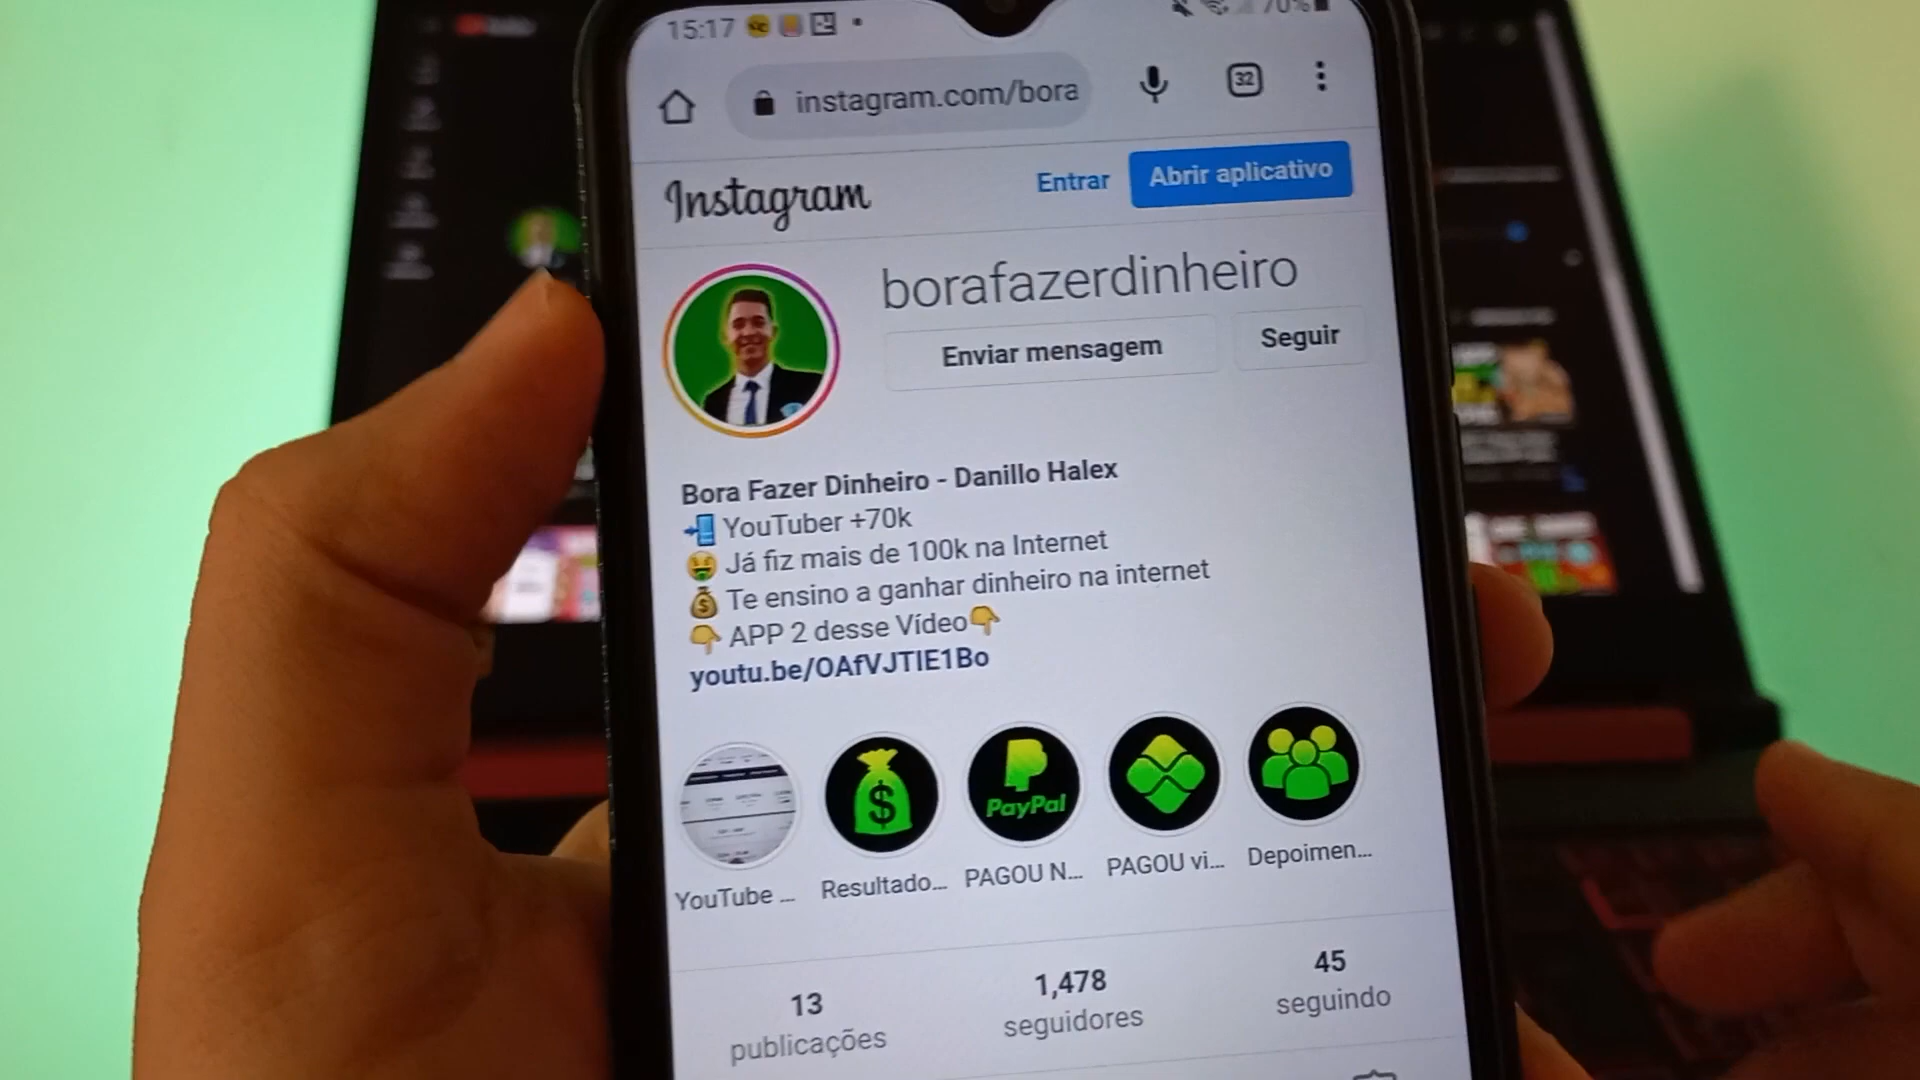 15:17
70%
instagram.com/bora
32
Instagram
Entrar
Abrir aplicativo
borafazerdinheiro
Enviar mensagem
Seguir
Bora Fazer Dinheiro - Danillo Halex
YouTuber +70k
Já fiz mais de 100k na Internet
Te ensino a ganhar dinheiro na internet
APP 2 desse Vídeo
youtu.be/OAfVJTIE1Bo
$
PayPal
YouTube ...
Resultado...
PAGOU N...
PAGOU vi...
Depoimen...
13
publicações
1,478
seguidores
45
seguindo